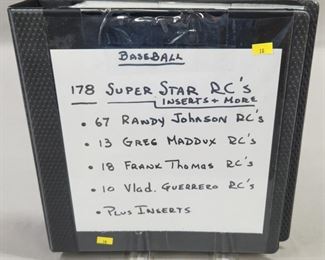 BASEBALL
178 SUPER STAR RC'S
INSERTS + MORE
• 67 RANDY JOHNSON RC'S
• 13 GREG MADDUX RC'S
• 18 FRANK THOMAS RC'S
• 10 VLAD. GUERRERO RC'S
• PLUS INSERTS